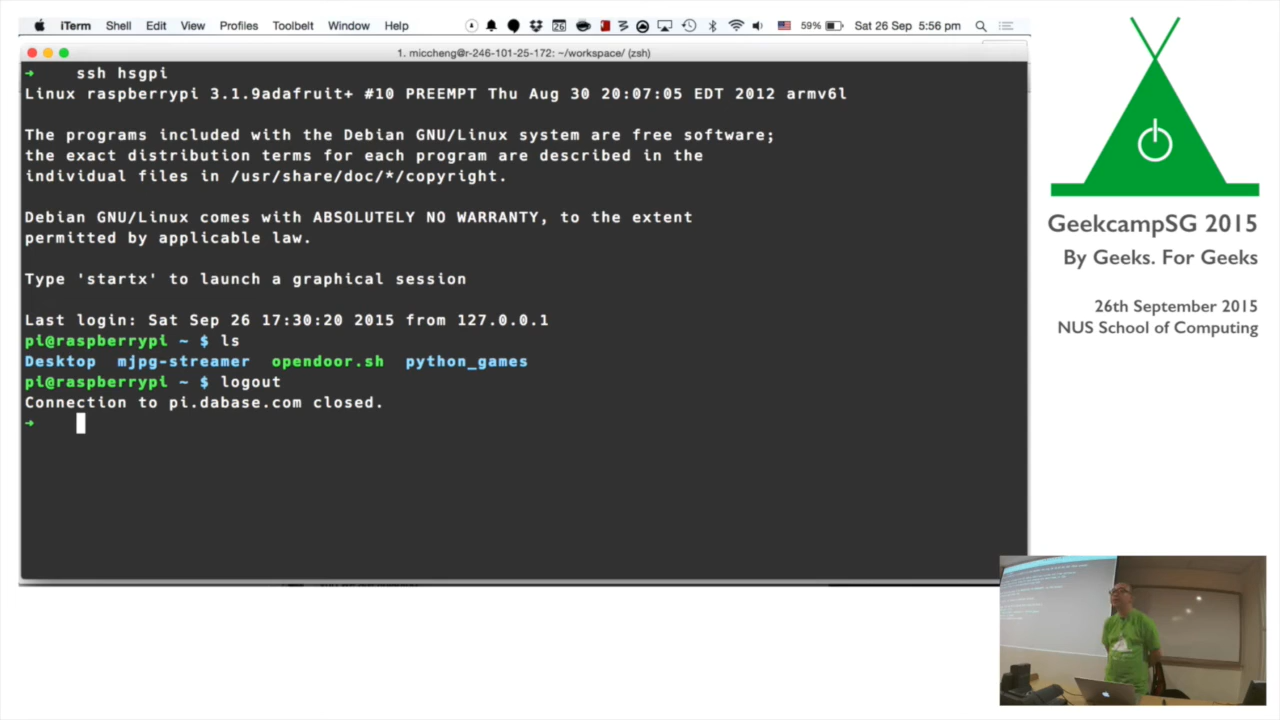 iTerm Shell Edit View Profiles Toolbelt Window Help 26 59% Sat 26 Sep 5:56 pm
1. miccheng@r-246-101-25-172: ~/workspace/ (zsh)
➜ ssh hsgpi
Linux raspberrypi 3.1.9adafruit+ #10 PREEMPT Thu Aug 30 20:07:05 EDT 2012 armv6l
The programs included with the Debian GNU/Linux system are free software;
the exact distribution terms for each program are described in the
individual files in /usr/share/doc/*/copyright.
Debian GNU/Linux comes with ABSOLUTELY NO WARRANTY, to the extent
permitted by applicable law.
Type 'startx' to launch a graphical session
Last login: Sat Sep 26 17:30:20 2015 from 127.0.0.1
pi@raspberrypi ~ $ ls
Desktop mjpg-streamer opendoor.sh python_games
pi@raspberrypi ~ $ logout
Connection to pi.dabase.com closed.
➜
GeekcampSG 2015
By Geeks. For Geeks
26th September 2015
NUS School of Computing